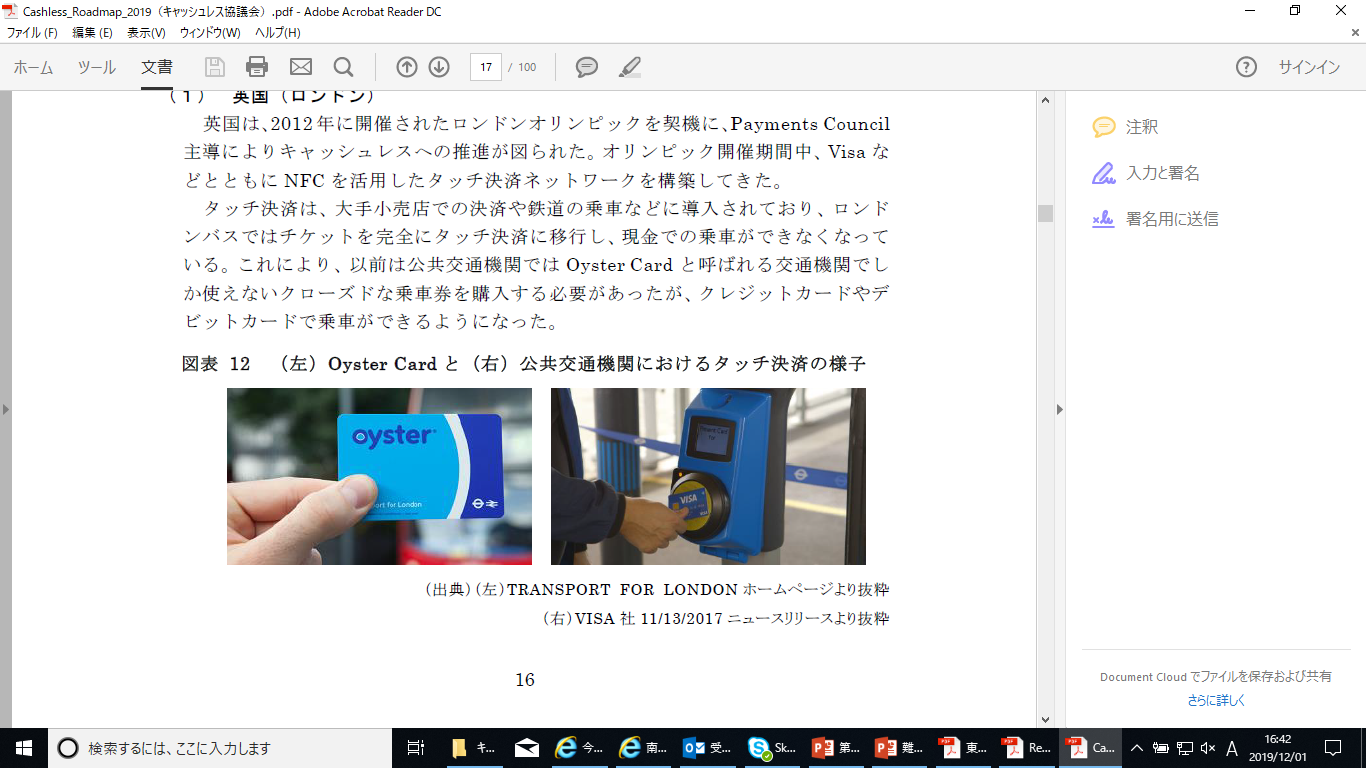 Cashless_Roadmap_2019（キャッシュレス協議会）.pdf - Adobe Acrobat Reader DC
ファイル(F) 編集(E) 表示(V) ウィンドウ(W) ヘルプ(H)
ホーム ツール 文書 17 / 100 サインイン
（１） 英国（ロンドン）
英国は、2012年に開催されたロンドンオリンピックを契機に、Payments Council
主導によりキャッシュレスへの推進が図られた。オリンピック開催期間中、Visa な
どとともに NFC を活用したタッチ決済ネットワークを構築してきた。
タッチ決済は、大手小売店での決済や鉄道の乗車などに導入されており、ロンド
ンバスではチケットを完全にタッチ決済に移行し、現金での乗車ができなくなって
いる。これにより、以前は公共交通機関では Oyster Card と呼ばれる交通機関でし
か使えないクローズドな乗車券を購入する必要があったが、クレジットカードやデ
ビットカードで乗車ができるようになった。
図表 12 （左）Oyster Card と（右）公共交通機関におけるタッチ決済の様子
oyster
ort for London
VISA
（出典）（左）TRANSPORT FOR LONDON ホームページより抜粋
（右）VISA 社 11/13/2017 ニュースリリースより抜粋
16
注釈
入力と署名
署名用に送信
Document Cloud でファイルを保存および共有
さらに詳しく
検索するには、ここに入力します
キ... 今... 南... 受... Sk... 第... 難... 東... Re... Ca... A 16:42
2019/12/01